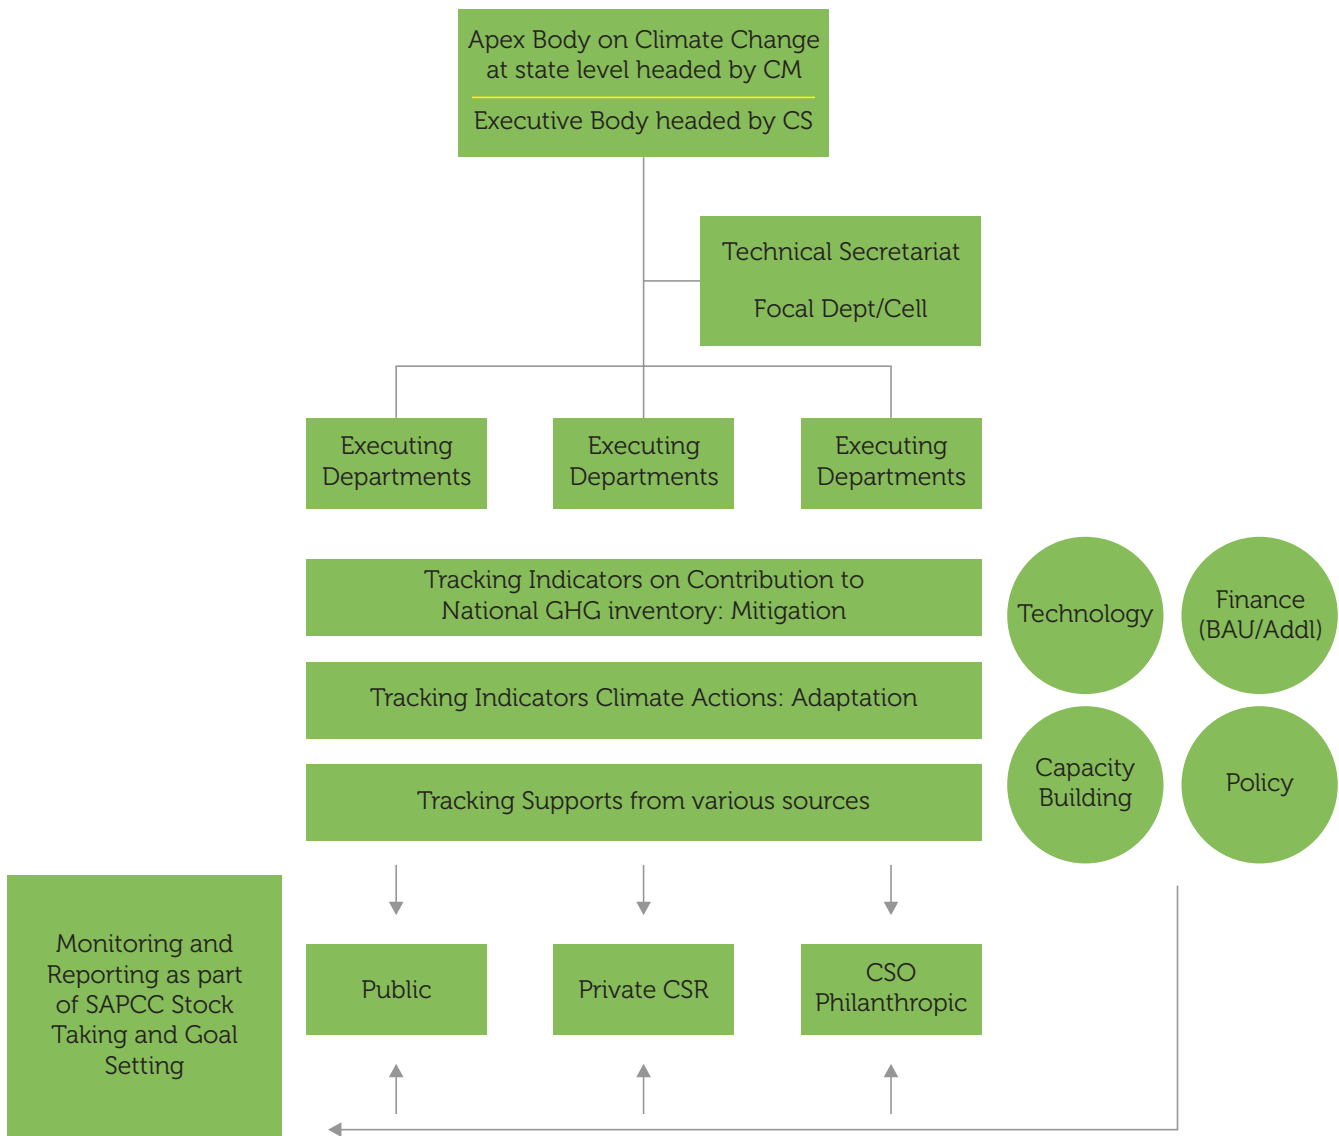 Apex Body on Climate Change
at state level headed by CM
Executive Body headed by CS
Technical Secretariat
Focal Dept/Cell
Executing
Departments
Executing
Departments
Executing
Departments
Tracking Indicators on Contribution to
National GHG inventory: Mitigation
Tracking Indicators Climate Actions: Adaptation
Tracking Supports from various sources
Technology
Finance
(BAU/Addl)
Capacity
Building
Policy
Monitoring and
Reporting as part
of SAPCC Stock
Taking and Goal
Setting
Public
Private CSR
CSO
Philanthropic